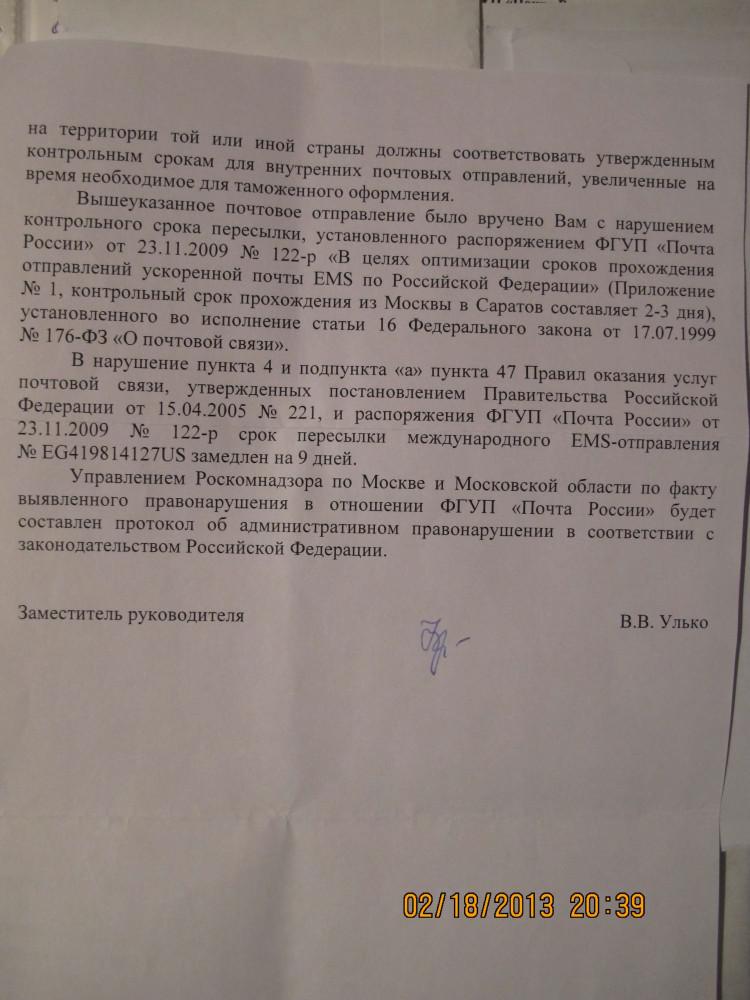 на территории той или иной страны должны соответствовать утвержденным
контрольным срокам для внутренних почтовых отправлений, увеличенные на
время необходимое для таможенного оформления.
Вышеуказанное почтовое отправление было вручено Вам с нарушением
контрольного срока пересылки, установленного распоряжением ФГУП «Почта
России» от 23.11.2009 № 122-р «В целях оптимизации сроков прохождения
отправлений ускоренной почты EMS по Российской Федерации» (Приложение
№ 1, контрольный срок прохождения из Москвы в Саратов составляет 2-3 дня),
установленного во исполнение статьи 16 Федерального закона от 17.07.1999
№ 176-ФЗ «О почтовой связи».
В нарушение пункта 4 и подпункта «а» пункта 47 Правил оказания услуг
почтовой связи, утвержденных постановлением Правительства Российской
Федерации от 15.04.2005 № 221, и распоряжения ФГУП «Почта России» от
23.11.2009 № 122-р срок пересылки международного EMS-отправления
№ EG419814127US замедлен на 9 дней.
Управлением Роскомнадзора по Москве и Московской области по факту
выявленного правонарушения в отношении ФГУП «Почта России» будет
составлен протокол об административном правонарушении в соответствии с
законодательством Российской Федерации.
Заместитель руководителя В.В. Улько
02/18/2013 20:39